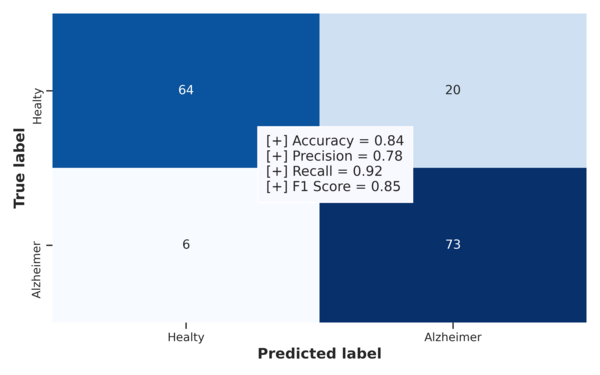 64
20
[+] Accuracy = 0.84
[+] Precision = 0.78
[+] Recall = 0.92
[+] F1 Score = 0.85
6
73
True label
Healty
Alzheimer
Healty
Alzheimer
Predicted label